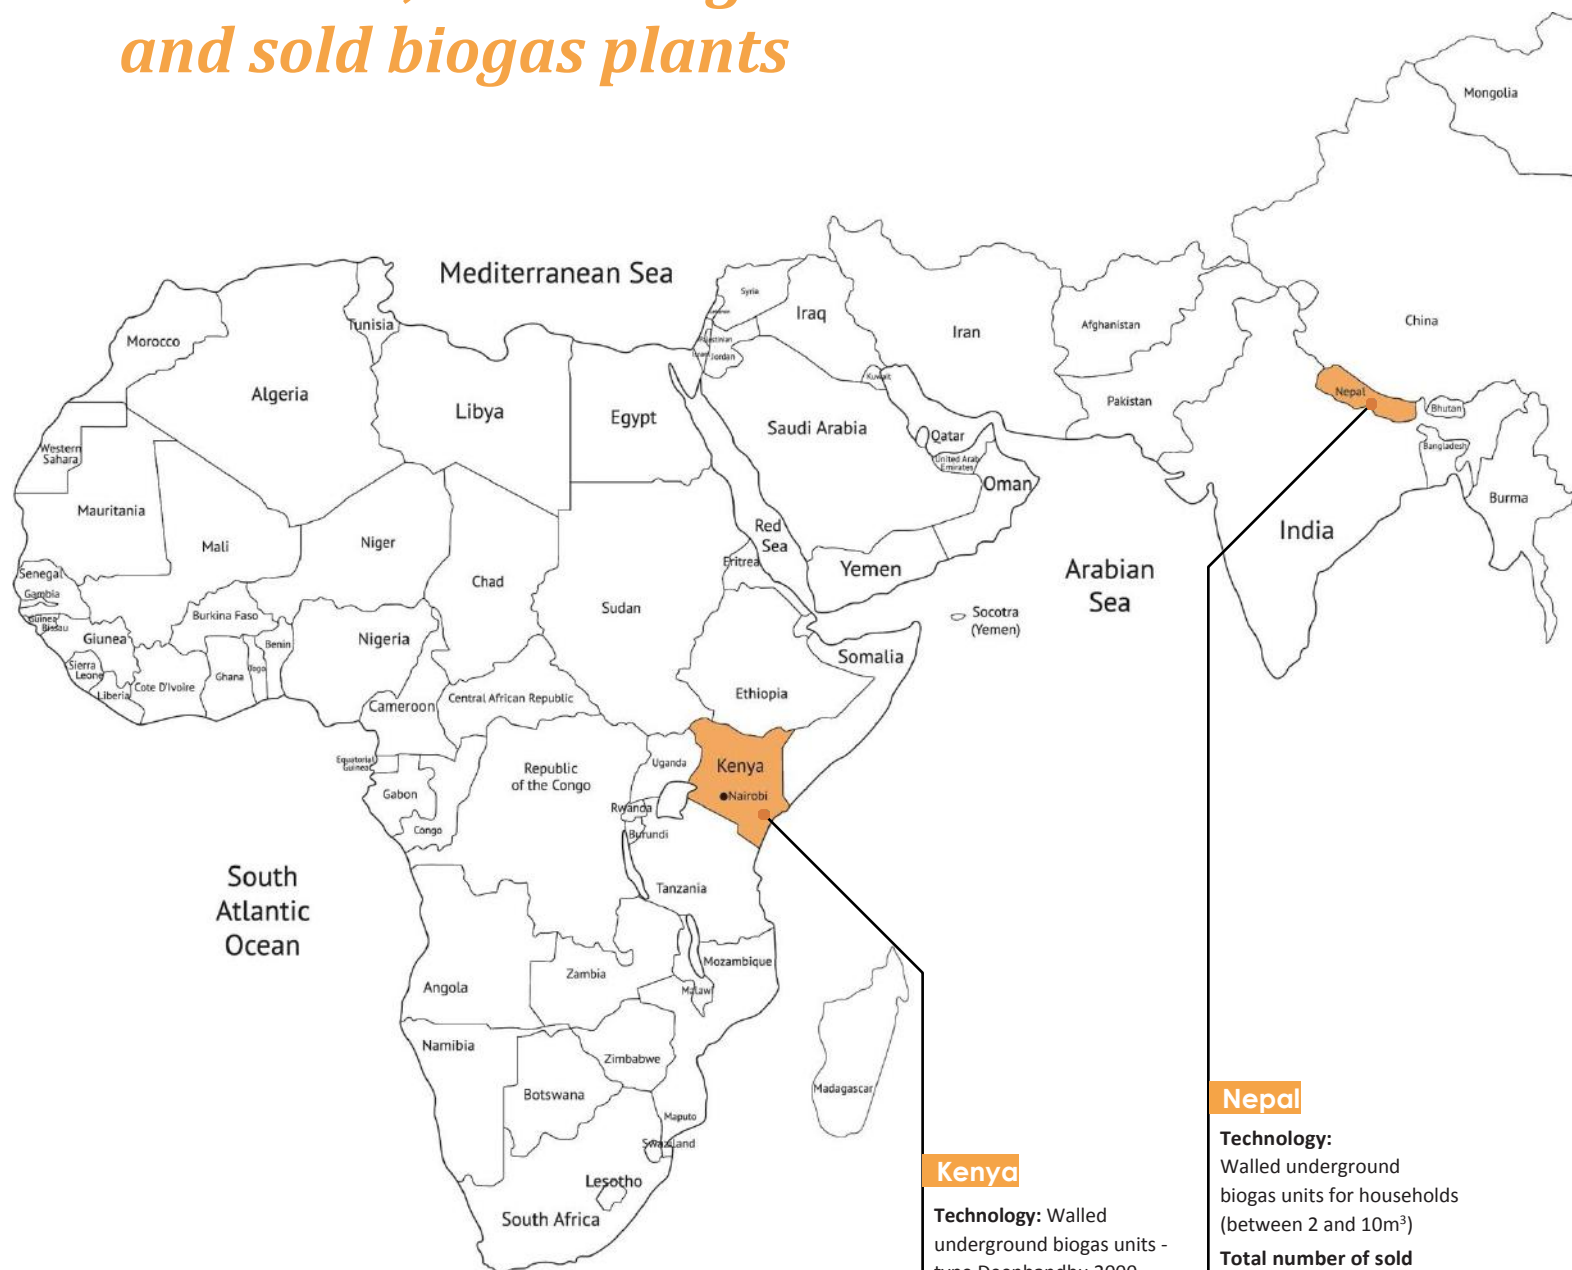 and sold biogas plants
Mongolia
Mediterranean Sea
Syria
Iraq
Iran
Afghanistan
China
Tunisia
Morocco
Jordan
Kuwait
Nepal
Algeria
Libya
Egypt
Saudi Arabia
Pakistan
Bhutan
Qatar
United Arab
Emirates
Bangladesh
Western
Sahara
Oman
Burma
Mauritania
Mali
Niger
Chad
Red
Sea
India
Eritrea
Yemen
Arabian
Sea
Senegal
Gambia
Guinea
Bissau
Giunea
Burkina Faso
Sudan
Socotra
(Yemen)
Benin
Nigeria
Somalia
Sierra
Leone
Liberia
Cote D'Ivoire
Ghana
Togo
Cameroon
Central African Republic
Ethiopia
Equatorial
Guinea
Republic
of the Congo
Uganda
Kenya
Nairobi
Gabon
Rwanda
Congo
Burundi
South
Atlantic
Ocean
Tanzania
Angola
Zambia
Mozambique
Malawi
Namibia
Zimbabwe
Botswana
Madagascar
Maputo
Swaziland
Lesotho
South Africa
Kenya
Technology: Walled
underground biogas units -
Nepal
Technology:
Walled underground
biogas units for households
(between 2 and 10m³)
Total number of sold